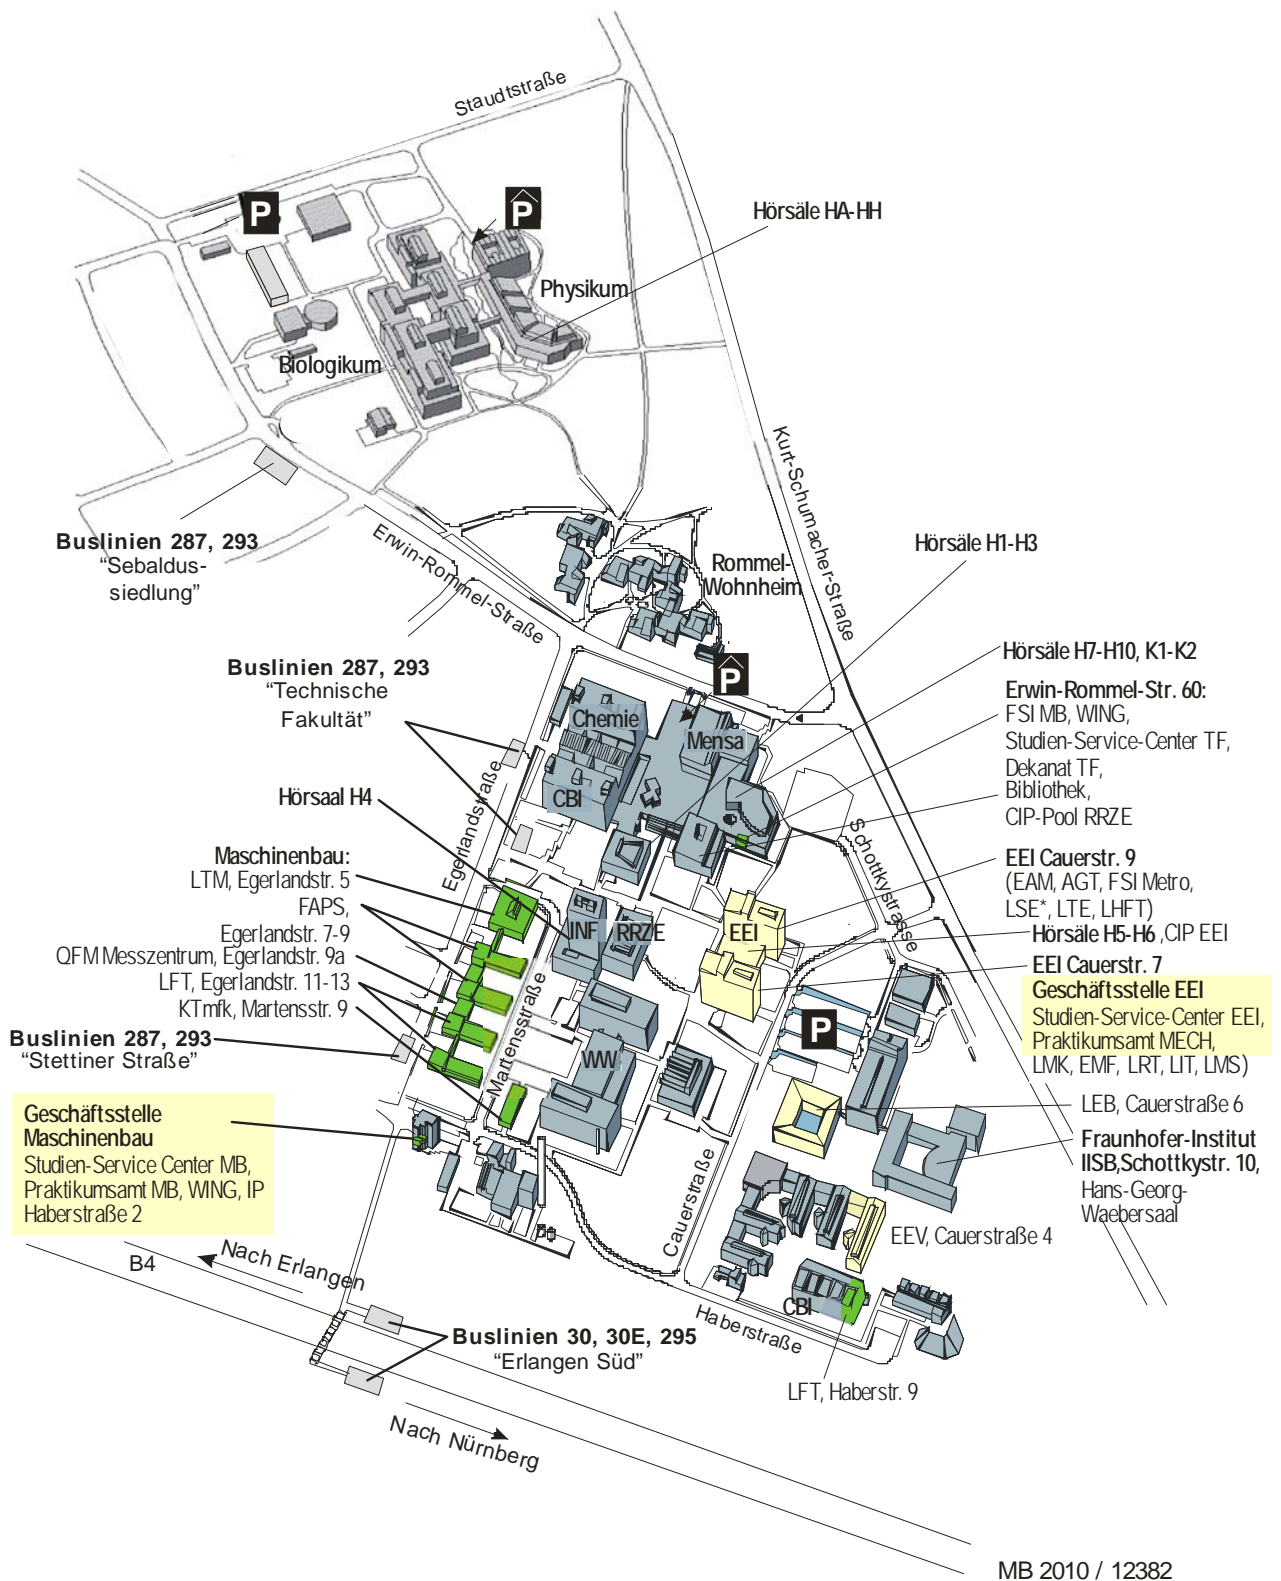 Staudtstraße
P
P
Hörsäle HA-HH
Physikum
Biologikum
Kurt-Schumacher-Straße
Buslinien 287, 293
“Sebaldus-
siedlung”
Erwin-Rommel-Straße
Rommel-
Wohnheim
Hörsäle H1-H3
Buslinien 287, 293
“Technische
Fakultät”
P
Hörsäle H7-H10, K1-K2
Erwin-Rommel-Str. 60:
FSI MB, WING,
Studien-Service-Center TF,
Dekanat TF,
Bibliothek,
CIP-Pool RRZE
Chemie
Mensa
CBI
Egerlandstraße
Schottkystrasse
Hörsaal H4
Maschinenbau:
LTM, Egerlandstr. 5
FAPS,
Egerlandstr. 7-9
QFM Messzentrum, Egerlandstr. 9a
LFT, Egerlandstr. 11-13
KTmfk, Martensstr. 9
INF
RRZE
EEI
EEI Cauerstr. 9
(EAM, AGT, FSI Metro,
LSE*, LTE, LHFT)
Hörsäle H5-H6 ,CIP EEI
EEI Cauerstr. 7
Geschäftsstelle EEI
Studien-Service-Center EEI,
Praktikumsamt MECH,
LMK, EMF, LRT, LIT, LMS)
Martensstraße
P
Buslinien 287, 293
“Stettiner Straße”
WW
LEB, Cauerstraße 6
Geschäftsstelle
Maschinenbau
Studien-Service Center MB,
Praktikumsamt MB, WING, IP
Haberstraße 2
Fraunhofer-Institut
IISB,Schottkystr. 10,
Hans-Georg-
Waebersaal
Cauerstraße
EEV, Cauerstraße 4
Nach Erlangen
B4
CBI
Haberstraße
Buslinien 30, 30E, 295
“Erlangen Süd”
LFT, Haberstr. 9
Nach Nürnberg
MB 2010 / 12382